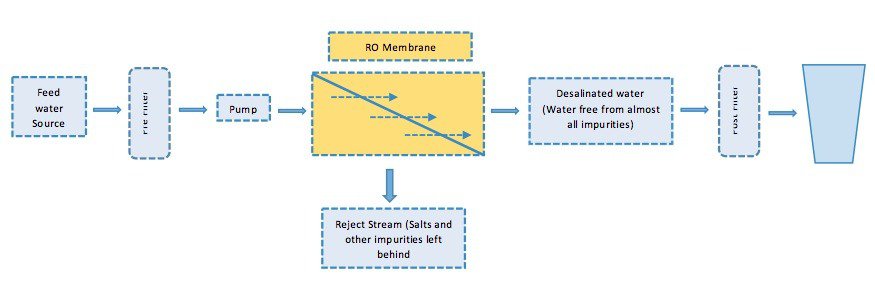 RO Membrane
Feed
water
Source
Pre Filter
Pump
Desalinated water
(Water free from almost
all impurities)
Post Filter
Reject Stream (Salts and
other impurities left
behind